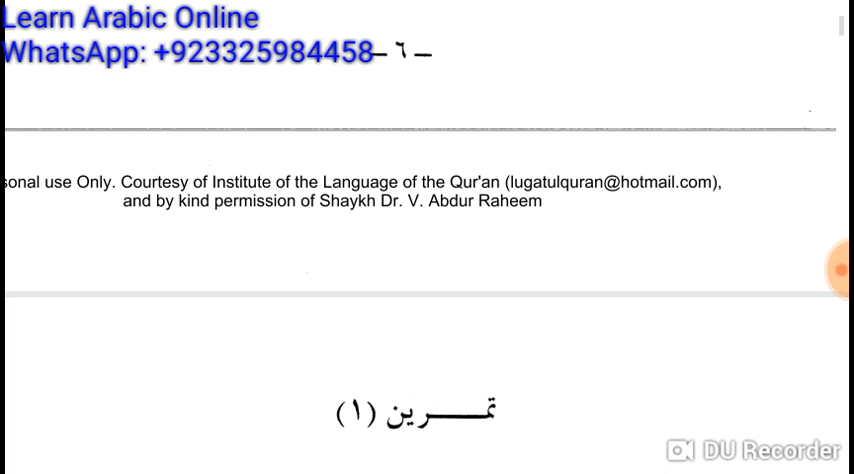 Learn Arabic Online
WhatsApp: +923325984458
– ٦ –
sonal use Only. Courtesy of Institute of the Language of the Qur'an (lugatulquran@hotmail.com),
and by kind permission of Shaykh Dr. V. Abdur Raheem
تمـــــرين (١)
DU Recorder